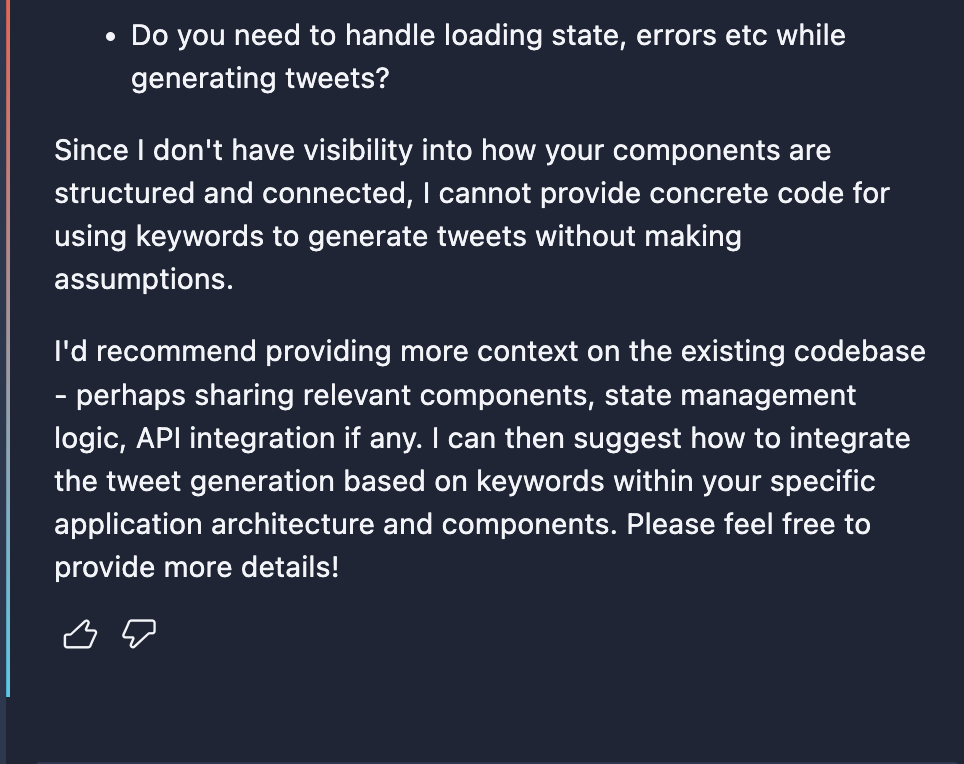 • Do you need to handle loading state, errors etc while
generating tweets?
Since I don't have visibility into how your components are
structured and connected, I cannot provide concrete code for
using keywords to generate tweets without making
assumptions.
I'd recommend providing more context on the existing codebase
- perhaps sharing relevant components, state management
logic, API integration if any. I can then suggest how to integrate
the tweet generation based on keywords within your specific
application architecture and components. Please feel free to
provide more details!